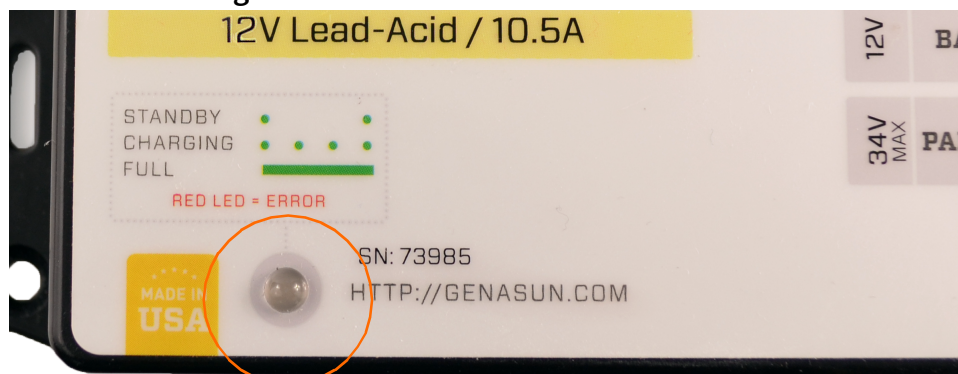 12V Lead-Acid / 10.5A
STANDBY
CHARGING
FULL
RED LED = ERROR
SN: 73985
HTTP://GENASUN.COM
MADE IN
USA
12V
34V
MAX